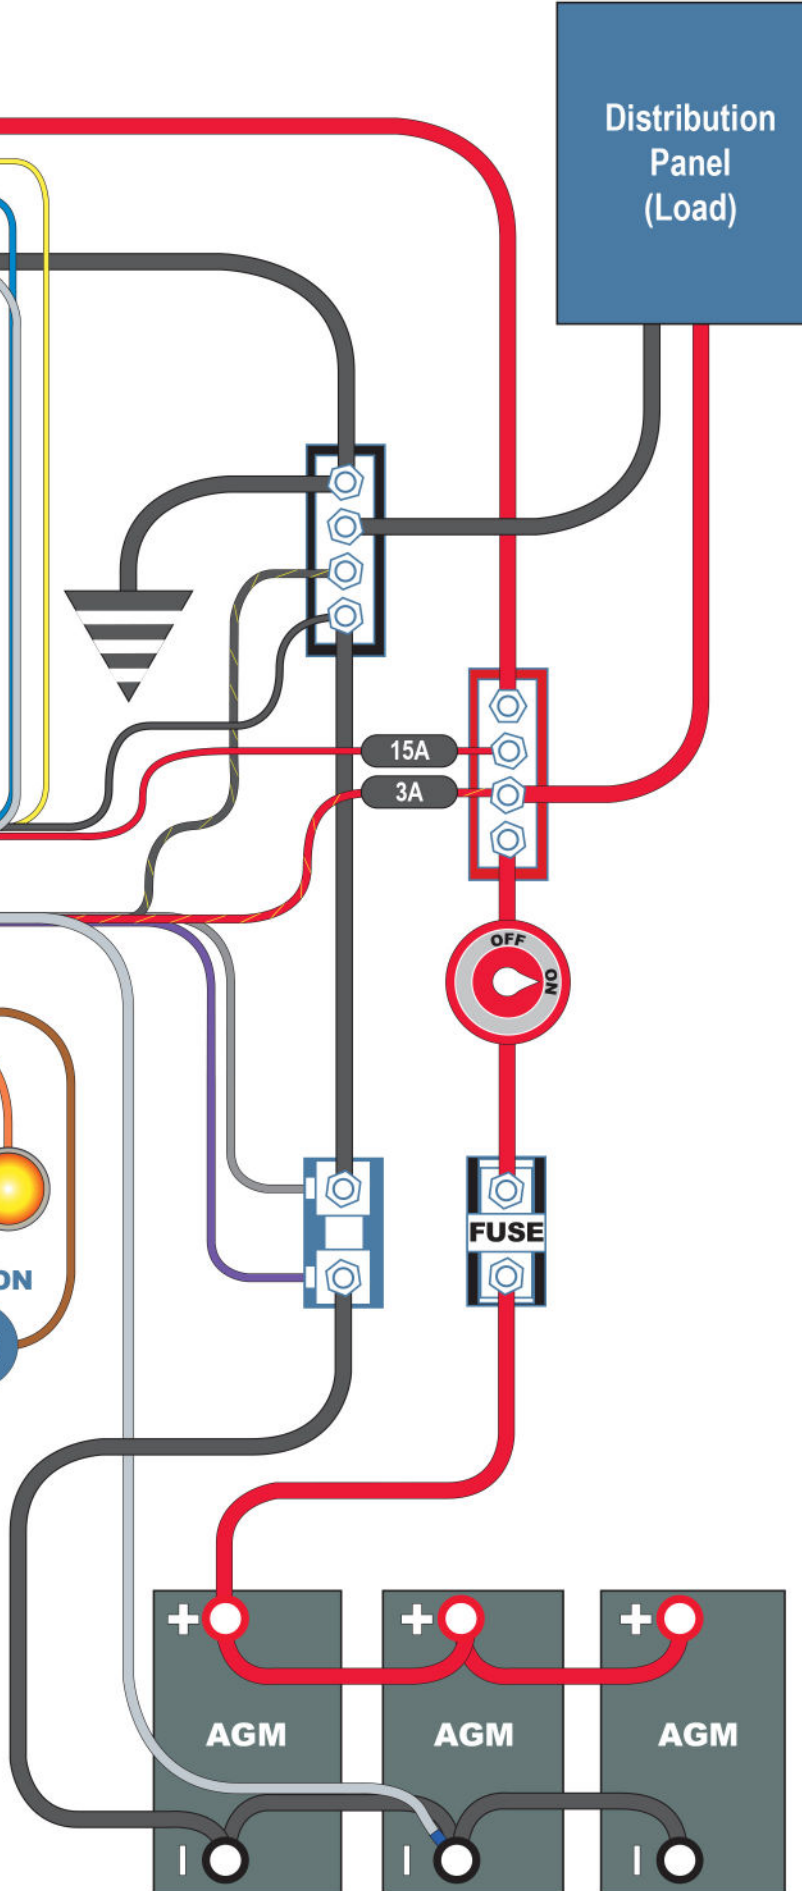 Distribution
Panel
(Load)
15A
3A
OFF
ON
FUSE
ON
+
+
+
AGM
AGM
AGM
−
−
−